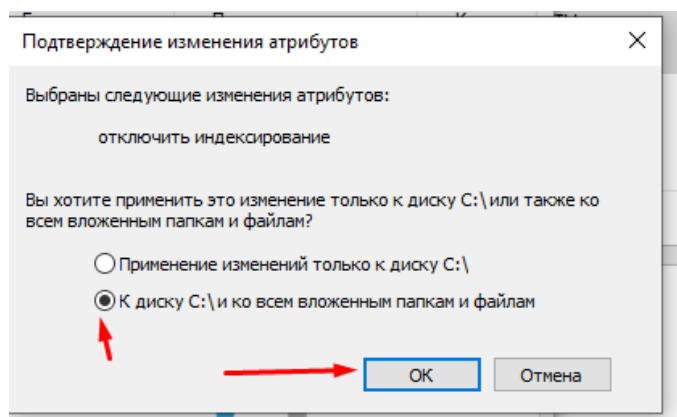 Подтверждение изменения атрибутов
Выбраны следующие изменения атрибутов:
отключить индексирование
Вы хотите применить это изменение только к диску C:\ или также ко
всем вложенным папкам и файлам?
Применение изменений только к диску C:\
К диску C:\ и ко всем вложенным папкам и файлам
ОК
Отмена